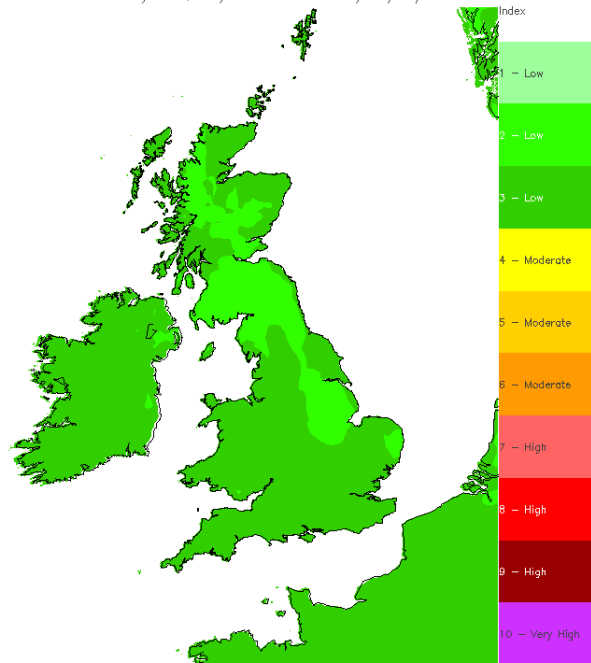 Index
1 - Low
2 - Low
3 - Low
4 - Moderate
5 - Moderate
6 - Moderate
7 - High
8 - High
9 - High
10 - Very High